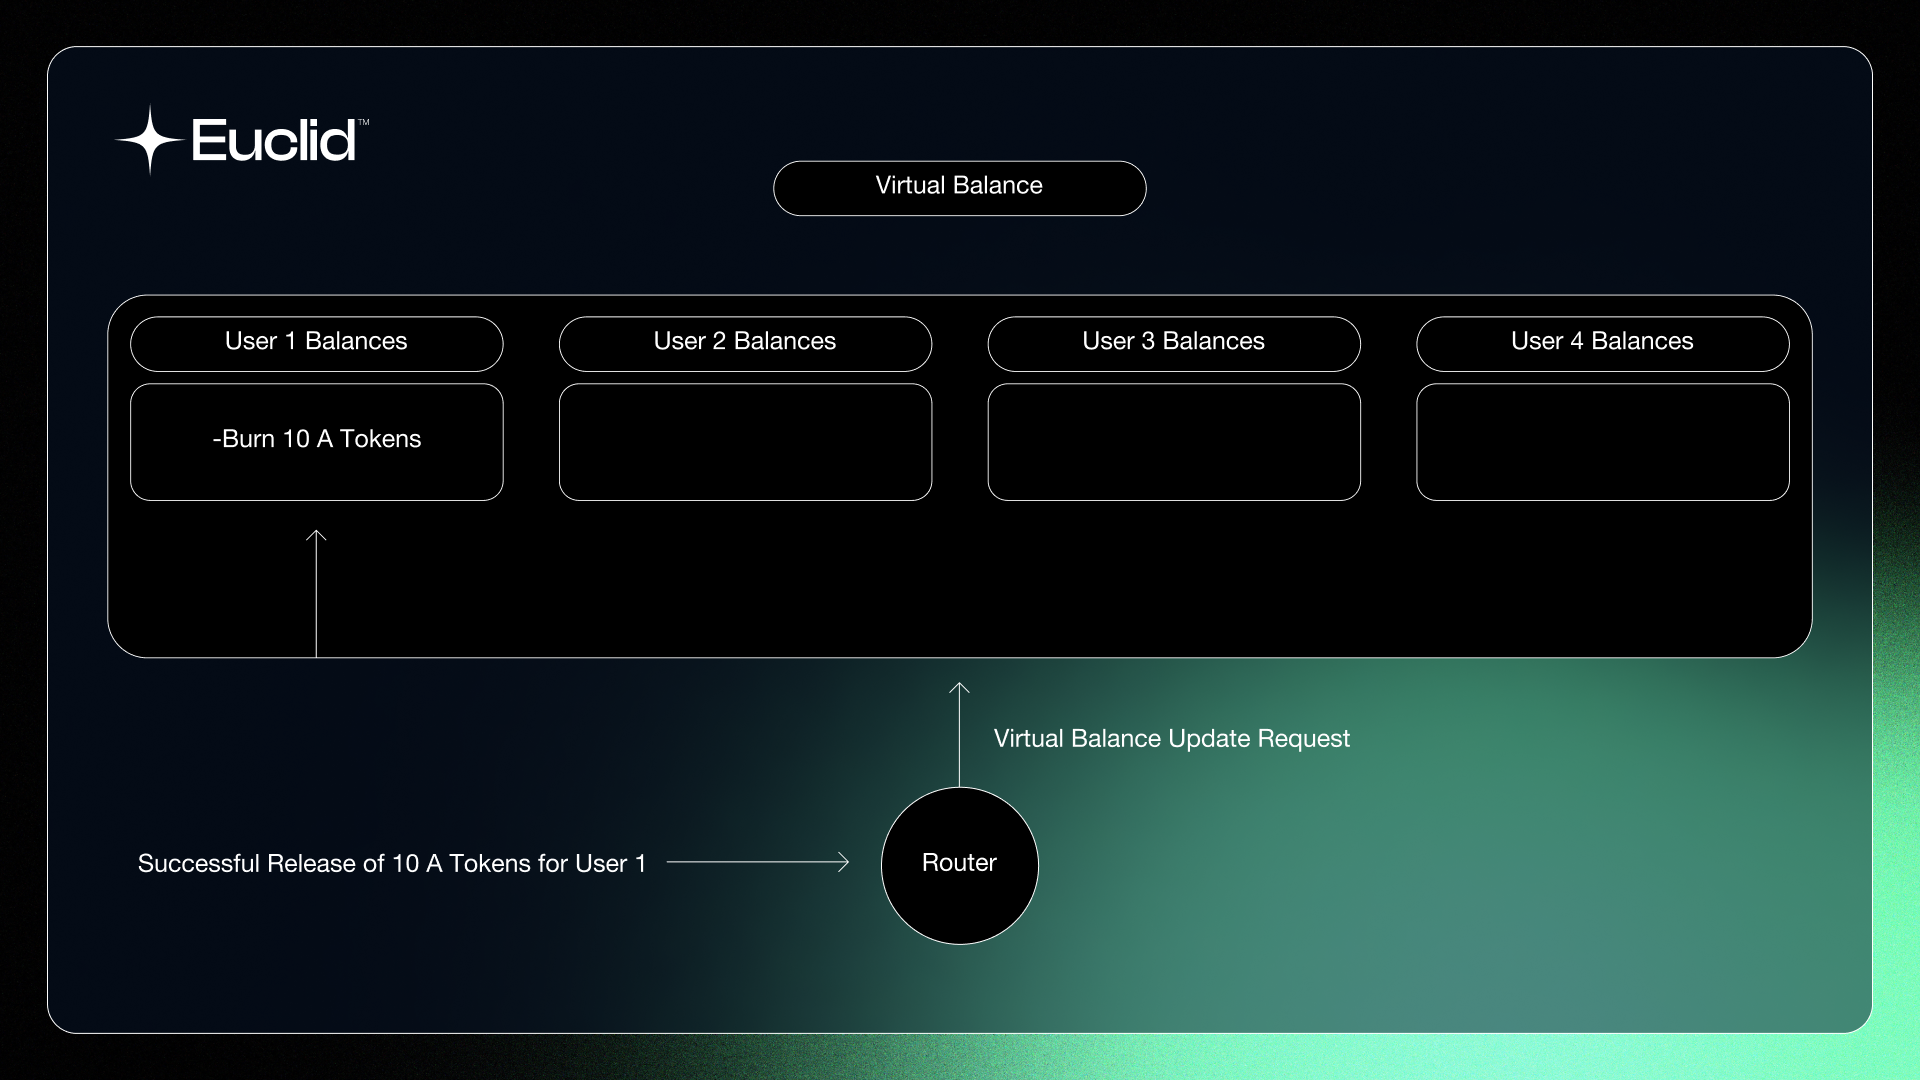 Euclid™
Virtual Balance
User 1 Balances
User 2 Balances
User 3 Balances
User 4 Balances
-Burn 10 A Tokens
Virtual Balance Update Request
Successful Release of 10 A Tokens for User 1
Router